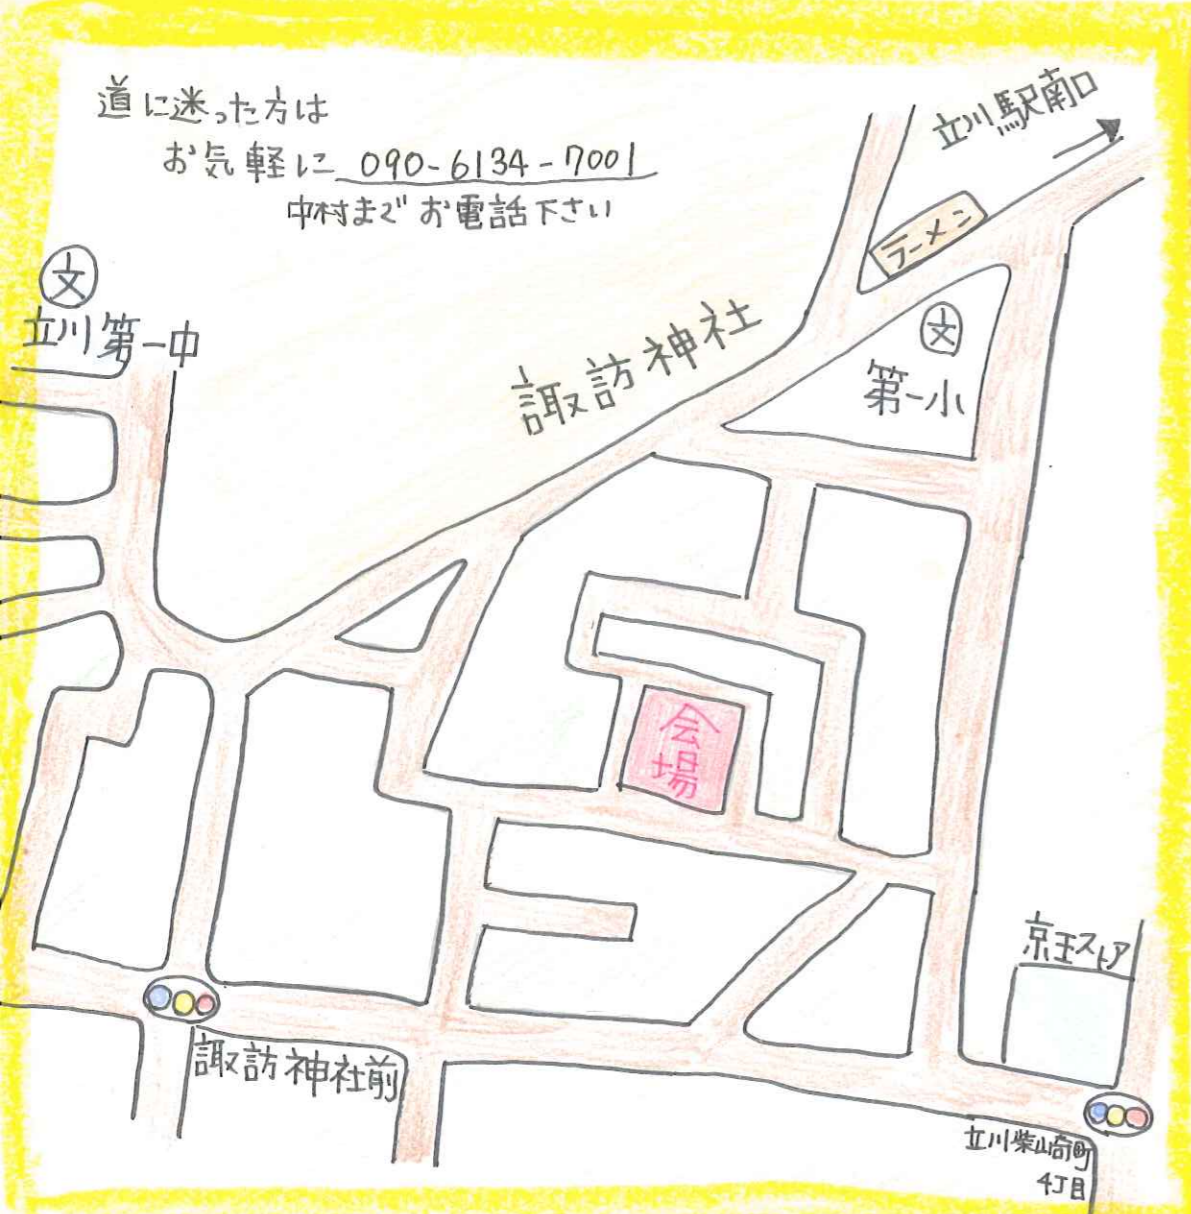 道に迷った方は
お気軽に 090-6134-7001
中村まで お電話下さい
立川駅南口
ラーメン
文
立川第一中
諏訪神社
文
第一小
会場
京王ストア
諏訪神社前
立川柴崎町
4丁目